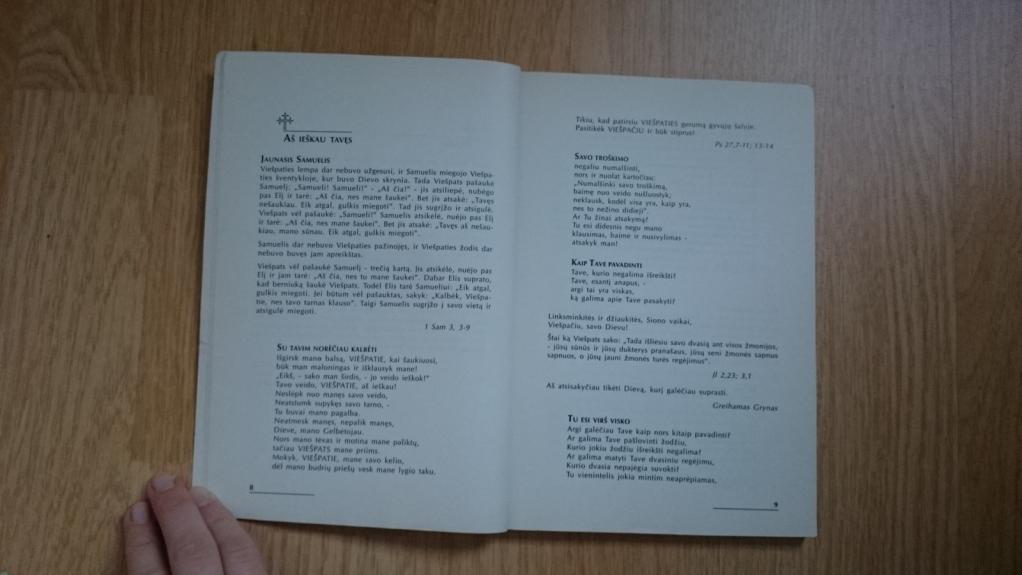 Aš ieškau tavęs
Jaunasis Samuelis
Viešpaties lempa dar nebuvo užgesusi, ir Samuelis miegojo Viešpa-
ties šventykloje, kur buvo Dievo skrynia. Tada Viešpats pašaukė
Samuelį: „Samueli! Samueli!" - „Aš čia!" - jis atsiliepė, nubėgo
pas Elį ir tarė: „Aš čia, nes mane šaukei". Bet jis atsakė: „Tavęs
nešaukiau. Eik atgal, gulkis miegoti". Tad jis sugrįžo ir atsigulė.
Viešpats vėl pašaukė: „Samueli!" Samuelis atsikėlė, nuėjo pas Elį
ir tarė: „Aš čia, nes mane šaukei". Bet jis atsakė: „Tavęs aš nešau-
kiau, mano sūnau. Eik atgal, gulkis miegoti".
Samuelis dar nebuvo Viešpaties pažinojęs, ir Viešpaties žodis dar
nebuvo buvęs jam apreikštas.
Viešpats vėl pašaukė Samuelį - trečią kartą. Jis atsikėlė, nuėjo pas
Elį ir jam tarė: „Aš čia, nes tu mane šaukei". Dabar Elis suprato,
kad berniuką šaukė Viešpats. Todėl Elis tarė Samueliui: „Eik atgal,
gulkis miegoti. Jei būtum vėl pašauktas, sakyk: „Kalbėk, Viešpa-
tie, nes tavo tarnas klauso". Taigi Samuelis sugrįžo į savo vietą ir
atsigulė miegoti.
1 Sam 3, 3-9
Su tavim norėčiau kalbėti
Išgirsk mano balsą, VIEŠPATIE, kai šaukiuosi,
būk man maloningas ir išklausyk mane!
„Eikš, - sako man širdis, - jo veido ieškok!"
Tavo veido, VIEŠPATIE, aš ieškau!
Neslėpk nuo manęs savo veido,
Neatstumk supykęs savo tarno, -
Tu buvai mano pagalba.
Neatmesk manęs, nepalik manęs,
Dieve, mano Gelbėtojau.
Nors mano tėvas ir motina mane paliktų,
tačiau VIEŠPATS mane priims.
Mokyk, VIEŠPATIE, mane savo kelio,
dėl mano budrių priešų vesk mane lygiu taku.
8
Tikiu, kad patirsiu VIEŠPATIES gerumą gyvųjų šalyje.
Pasitikėk VIEŠPAČIU ir būk stiprus!
Ps 27,7-11; 13-14
Savo troškimo
negaliu numalšinti,
nors ir nuolat kartočiau:
„Numalšinki savo troškimą,
baimę nuo veido nušluostyk,
neklausk, kodėl visa yra, kaip yra,
nes to nežino didieji".
Ar Tu žinai atsakymą?
Tu esi didesnis negu mano
klausimas, baimė ir nusivylimas -
atsakyk man!
Kaip Tave pavadinti
Tave, kurio negalima išreikšti?
Tave, esantį anapus, -
argi tai yra viskas,
ką galima apie Tave pasakyti?
Linksminkitės ir džiaukitės, Siono vaikai,
Viešpačiu, savo Dievu!
Štai ką Viešpats sako: „Tada išliesiu savo dvasią ant visos žmonijos,
- jūsų sūnūs ir jūsų dukterys pranašaus, jūsų seni žmonės sapnus
sapnuos, o jūsų jauni žmonės turės regėjimų".
Jl 2,23; 3,1
Aš atsisakyčiau tikėti Dievą, kurį galėčiau suprasti.
Greihamas Grynas
Tu esi virš visko
Argi galėčiau Tave kaip nors kitaip pavadinti?
Ar galima Tave pašlovinti žodžiu,
Kurio jokiu žodžiu išreikšti negalima?
Ar galima matyti Tave dvasiniu regėjimu,
Kurio dvasia nepajėgia suvokti?
Tu vienintelis jokia mintim neaprėpiamas,
9